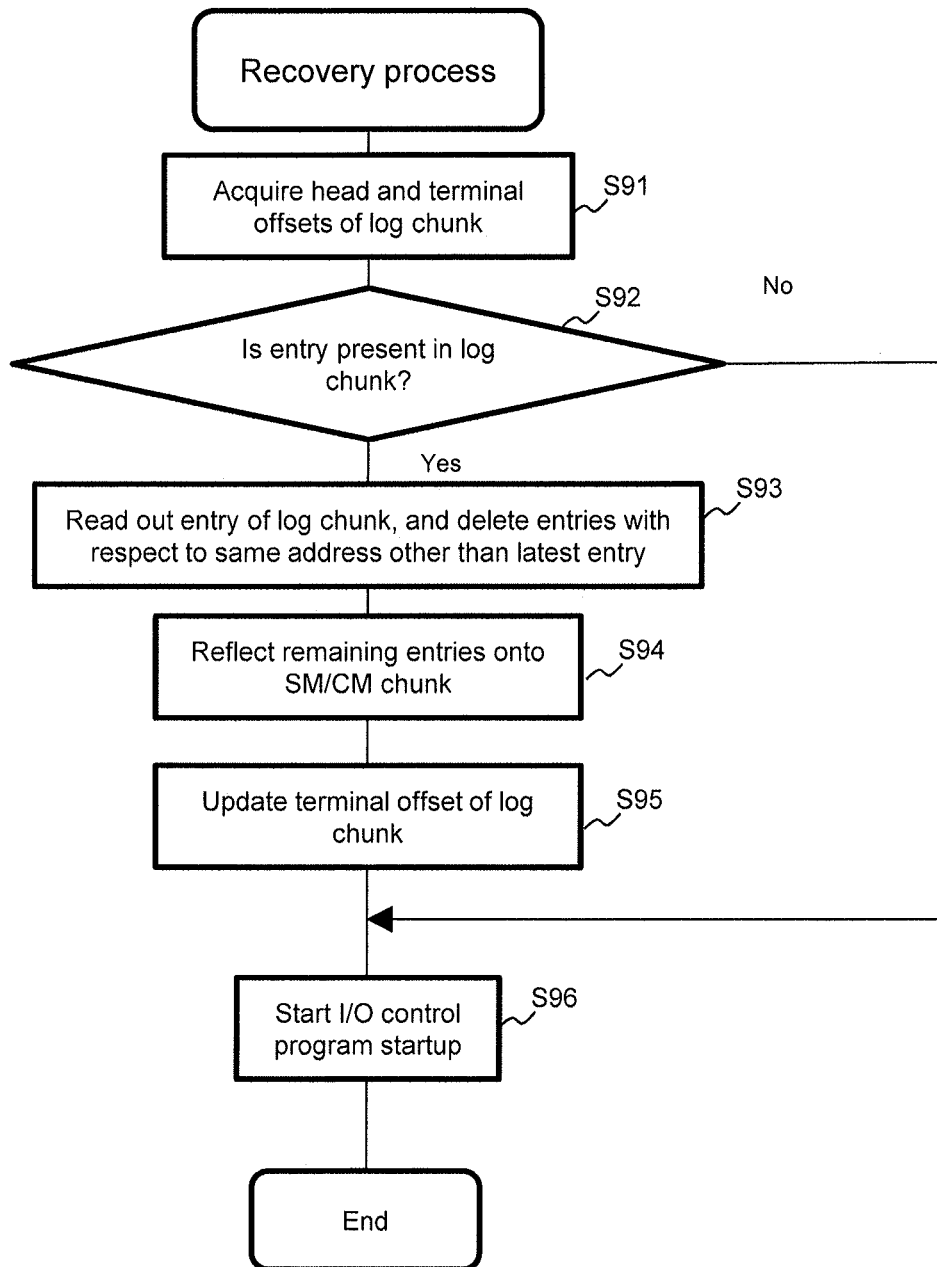 Recovery process
Acquire head and terminal
offsets of log chunk
S91
S92
No
Is entry present in log
chunk?
Yes
S93
Read out entry of log chunk, and delete entries with
respect to same address other than latest entry
Reflect remaining entries onto
SM/CM chunk
S94
Update terminal offset of log
chunk
S95
Start I/O control
program startup
S96
End